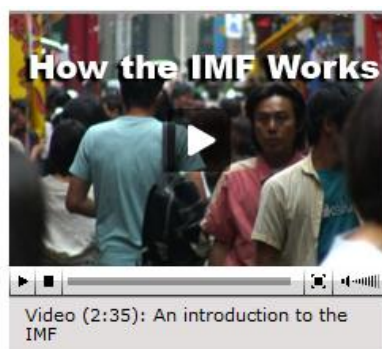 How the IMF Works
Video (2:35): An introduction to the
IMF